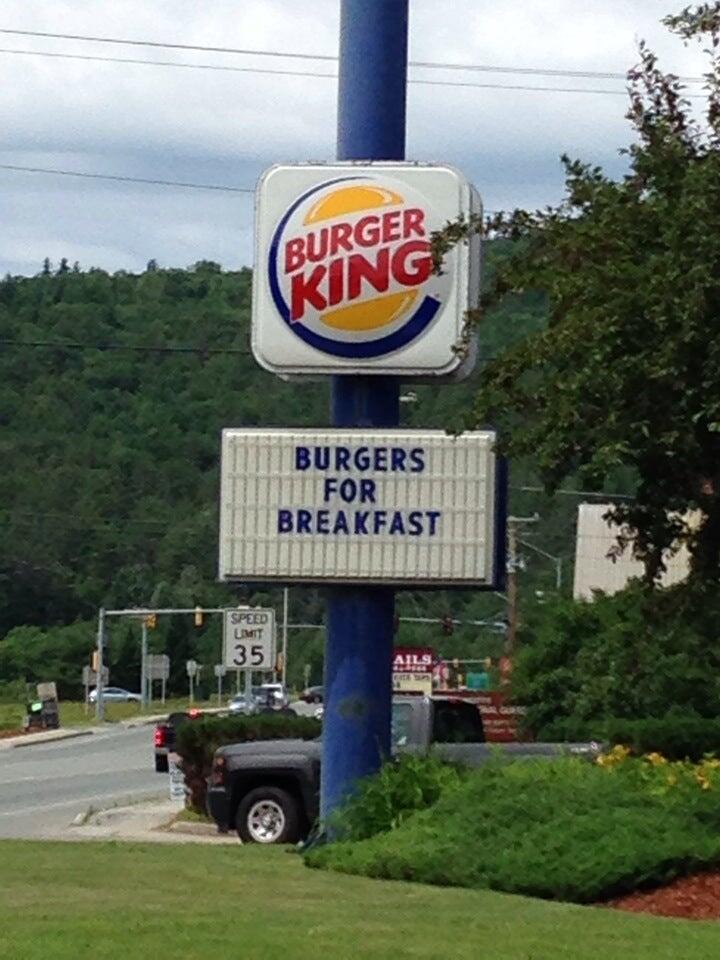 BURGER
KING
BURGERS
FOR
BREAKFAST
SPEED
LIMIT
35
AILS